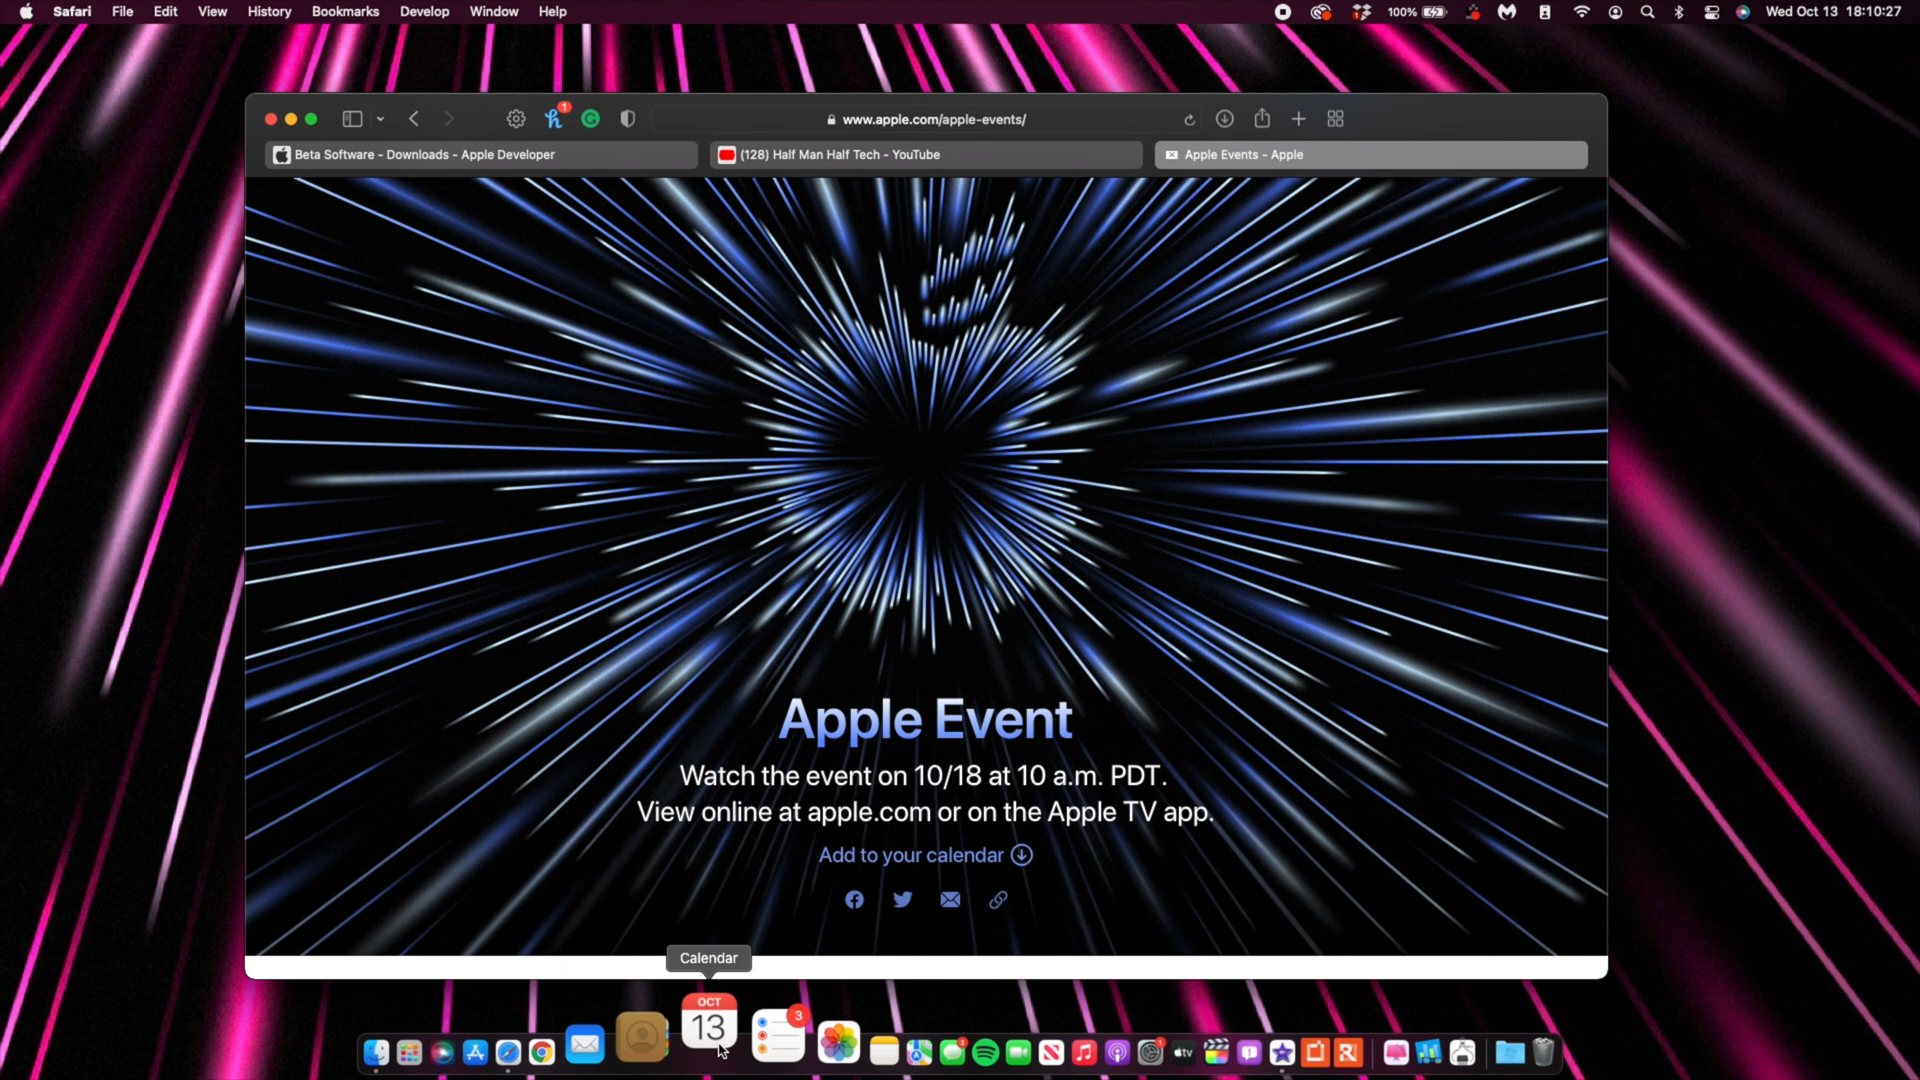 Safari File Edit View History Bookmarks Develop Window Help 100% Wed Oct 13 18:10:27
1
www.apple.com/apple-events/
Beta Software - Downloads - Apple Developer
(128) Half Man Half Tech - YouTube
Apple Events - Apple
Apple Event
Watch the event on 10/18 at 10 a.m. PDT.
View online at apple.com or on the Apple TV app.
Add to your calendar
Calendar
OCT
13
3
tv